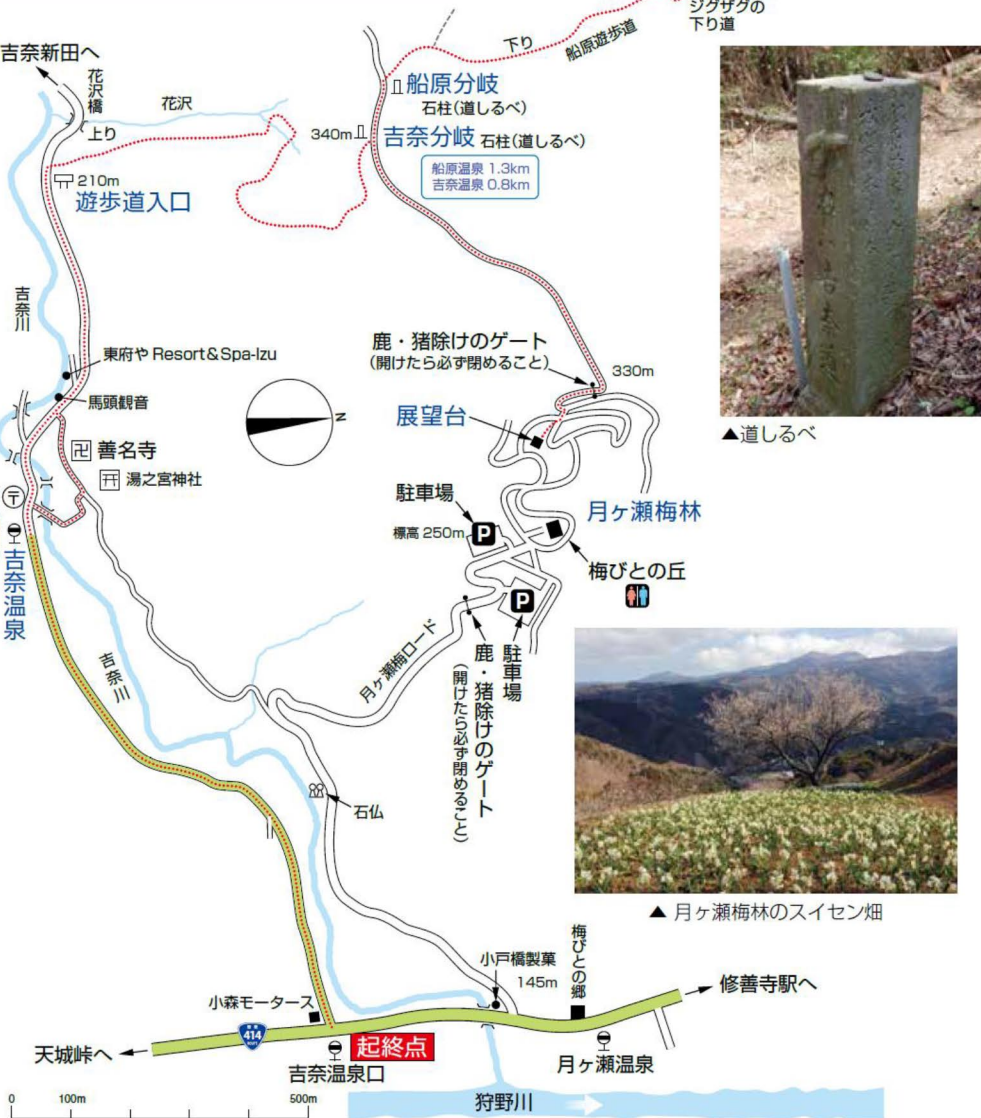 ジグザグの
下り道
下り
船原遊歩道
吉奈新田へ
花沢橋
花沢
上り
船原分岐
石柱(道しるべ)
340m
吉奈分岐 石柱(道しるべ)
船原温泉 1.3km
吉奈温泉 0.8km
210m
遊歩道入口
吉奈川
東府や Resort&Spa-Izu
馬頭観音
卍 善名寺
湯之宮神社
〒
吉奈温泉
N
鹿・猪除けのゲート
(開けたら必ず閉めること)
330m
展望台
▲道しるべ
駐車場
P
標高 250m
月ヶ瀬梅林
梅びとの丘
P
駐車場
鹿・猪除けのゲート
(開けたら必ず閉めること)
月ヶ瀬梅ロード
吉奈川
石仏
▲ 月ヶ瀬梅林のスイセン畑
小戸橋製菓
145m
梅びとの郷
修善寺駅へ
小森モータース
414
起終点
天城峠へ
吉奈温泉口
月ヶ瀬温泉
狩野川
0 100m 500m